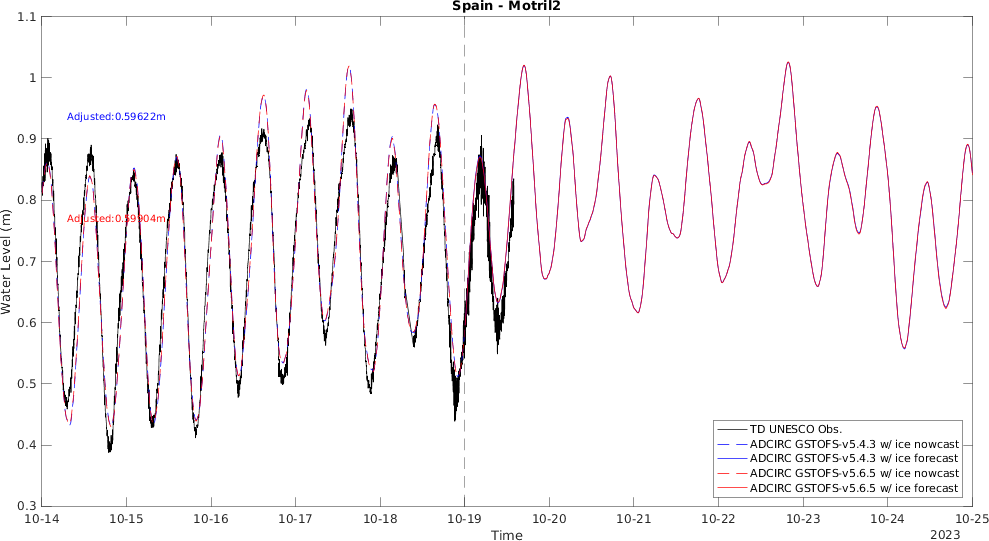 Spain - Motril2
1.1
1
0.9
0.8
0.7
0.6
0.5
0.4
0.3
Water Level (m)
Adjusted:0.59622m
Adjusted:0.59904m
TD UNESCO Obs.
ADCIRC GSTOFS-v5.4.3 w/ ice nowcast
ADCIRC GSTOFS-v5.4.3 w/ ice forecast
ADCIRC GSTOFS-v5.6.5 w/ ice nowcast
ADCIRC GSTOFS-v5.6.5 w/ ice forecast
10-14 10-15 10-16 10-17 10-18 10-19 10-20 10-21 10-22 10-23 10-24 10-25
Time
2023